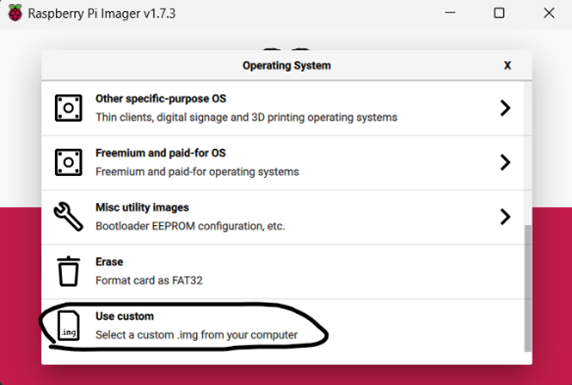 Raspberry Pi Imager v1.7.3
Operating System
X
Other specific-purpose OS
Thin clients, digital signage and 3D printing operating systems
Freemium and paid-for OS
Freemium and paid-for operating systems
Misc utility images
Bootloader EEPROM configuration, etc.
Erase
Format card as FAT32
Use custom
.img
Select a custom .img from your computer